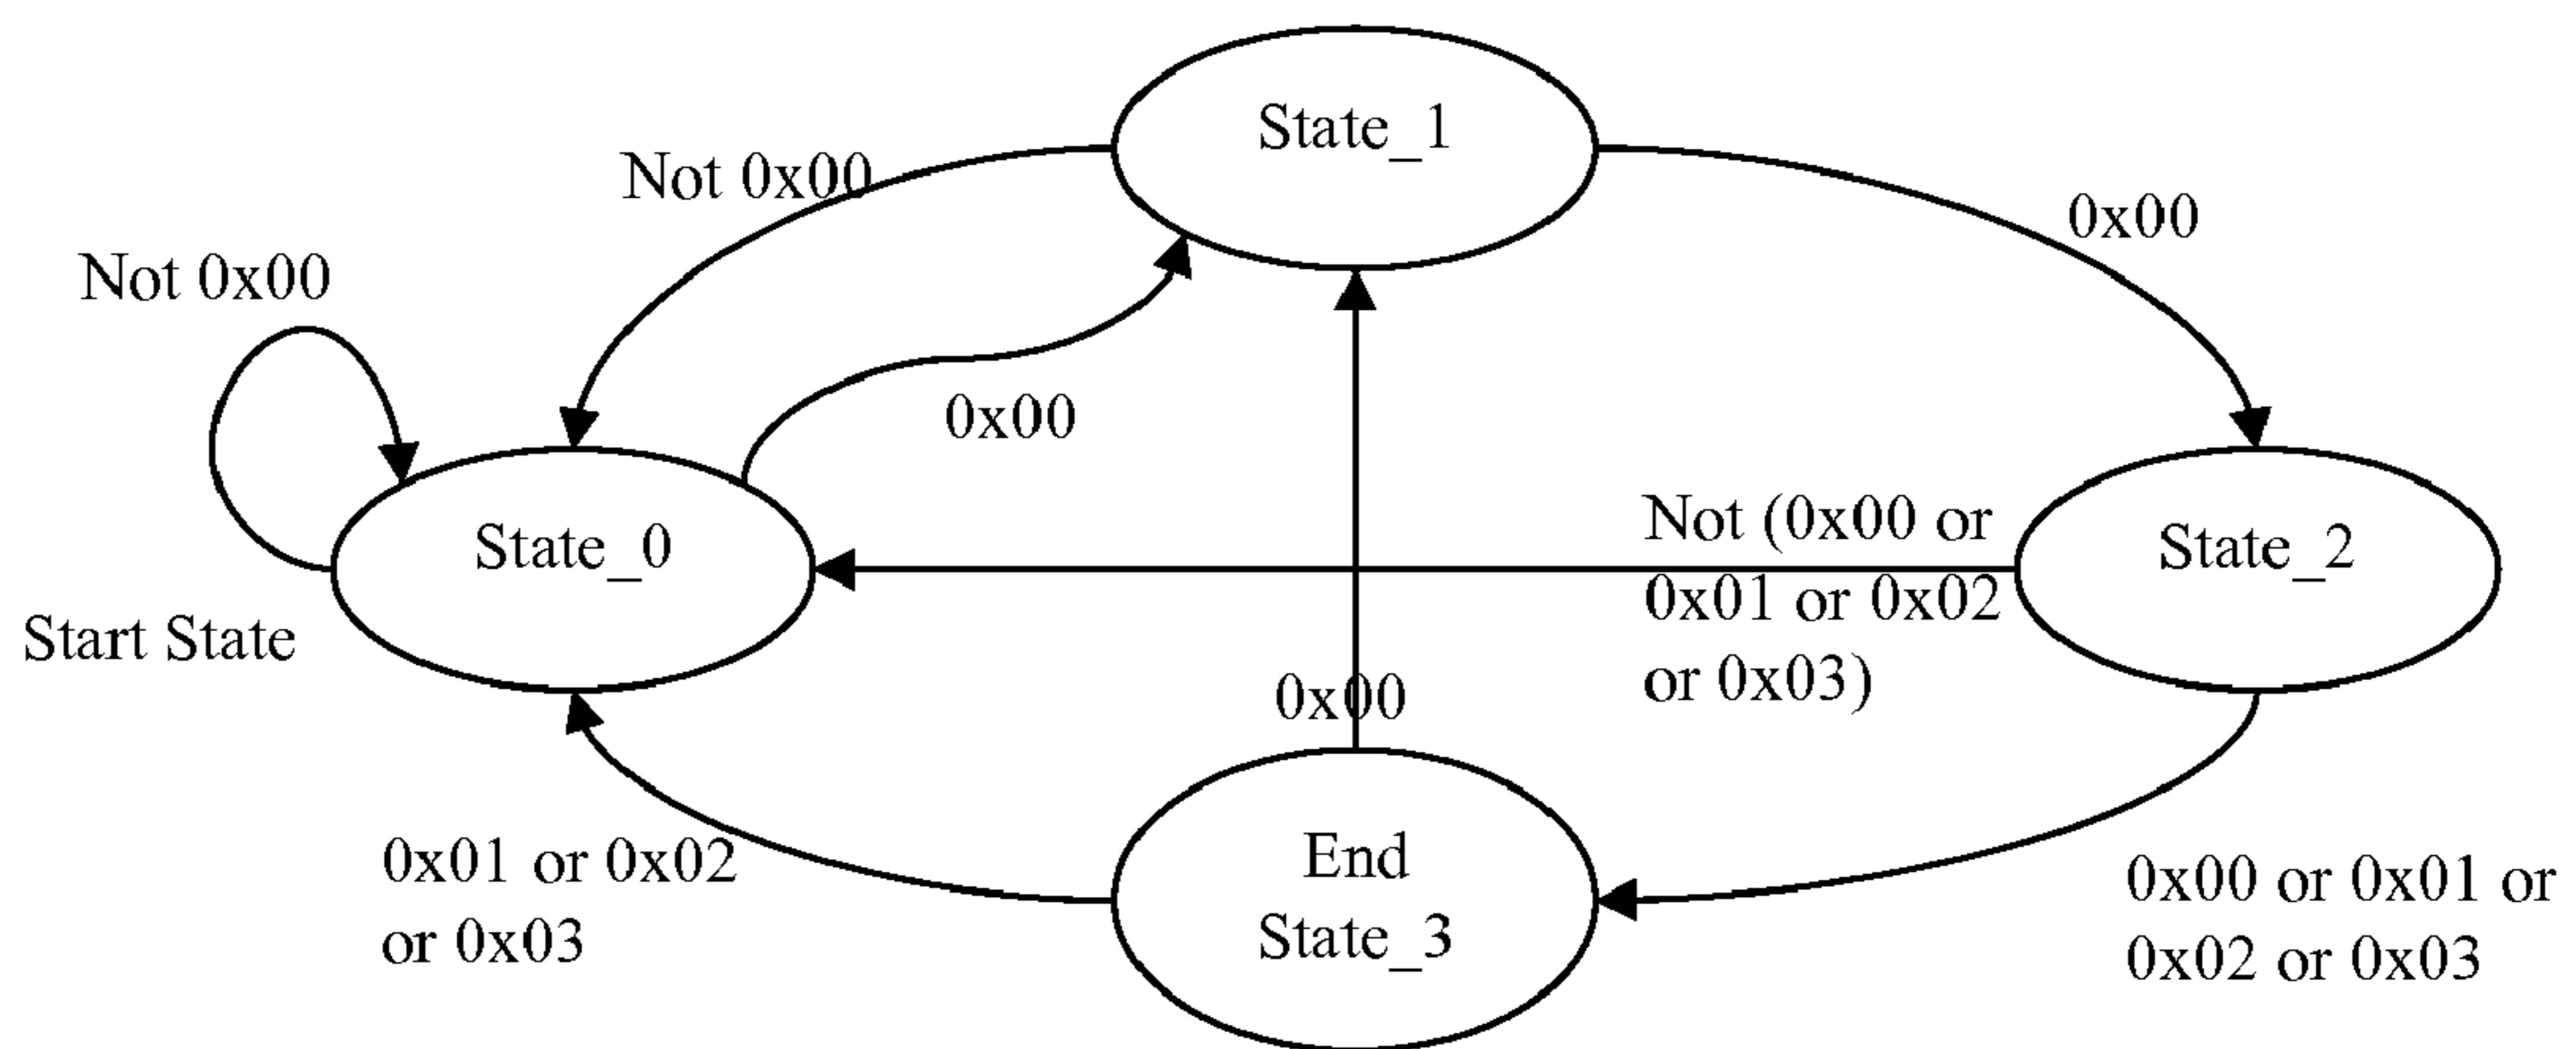 State_1
Not 0x00
0x00
Not 0x00
0x00
Not (0x00 or
0x01 or 0x02
or 0x03)
State_0
State_2
Start State
0x00
End
State_3
0x01 or 0x02
or 0x03
0x00 or 0x01 or
0x02 or 0x03